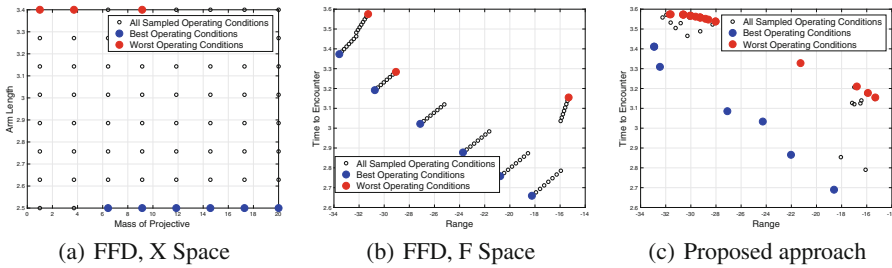 3.4
3.3
3.2
3.1
3
2.9
2.8
2.7
2.6
2.5
Arm Length
0 2 4 6 8 10 12 14 16 18 20
Mass of Projective
All Sampled Operating Conditions
Best Operating Conditions
Worst Operating Conditions
(a) FFD, X Space
3.6
3.5
3.4
3.3
3.2
3.1
3
2.9
2.8
2.7
2.6
Time to Encounter
-34 -32 -30 -28 -26 -24 -22 -20 -18 -16 -14
Range
All Sampled Operating Conditions
Best Operating Conditions
Worst Operating Conditions
(b) FFD, F Space
3.6
3.5
3.4
3.3
3.2
3.1
3
2.9
2.8
2.7
2.6
Time to Encounter
-34 -32 -30 -28 -26 -24 -22 -20 -18 -16 -14
Range
All Sampled Operating Conditions
Best Operating Conditions
Worst Operating Conditions
(c) Proposed approach